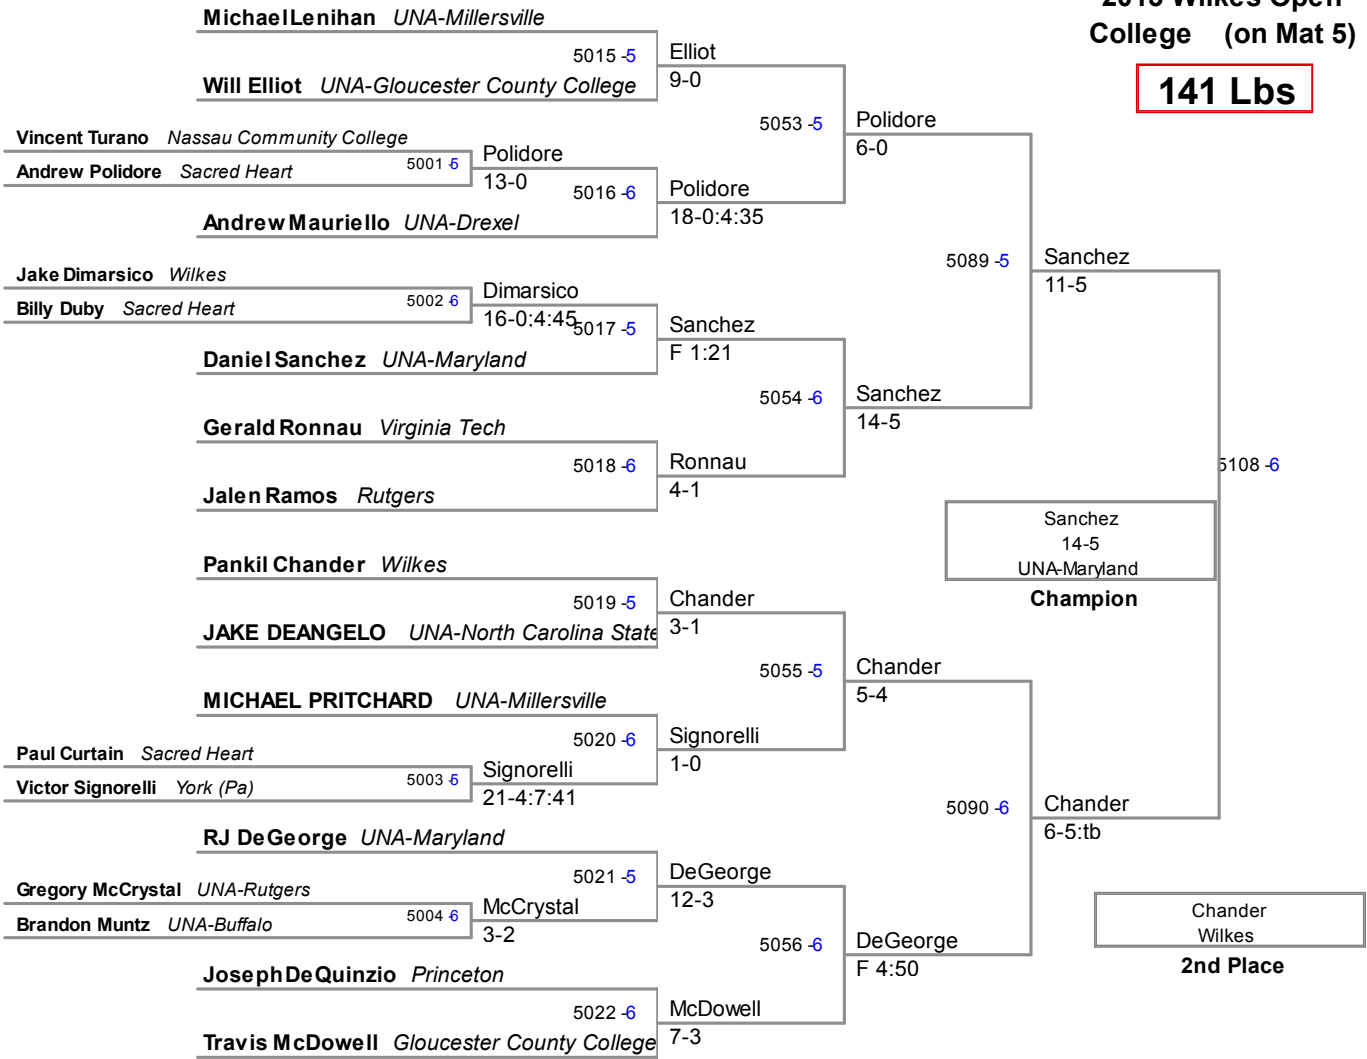 2013 Wilkes Open
College (on Mat 5)
141 Lbs
Michael Lenihan UNA-Millersville
5015 -5
Elliot
9-0
Will Elliot UNA-Gloucester County College
5053 -5
Polidore
6-0
Vincent Turano Nassau Community College
5001 -5
Polidore
13-0
Andrew Polidore Sacred Heart
5016 -6
Polidore
18-0:4:35
Andrew Mauriello UNA-Drexel
5089 -5
Sanchez
11-5
Jake Dimarsico Wilkes
5002 -6
Dimarsico
16-0:4:45
Billy Duby Sacred Heart
5017 -5
Sanchez
F 1:21
Daniel Sanchez UNA-Maryland
5054 -6
Sanchez
14-5
Gerald Ronnau Virginia Tech
5018 -6
Ronnau
4-1
Jalen Ramos Rutgers
5108 -6
Sanchez
14-5
UNA-Maryland
Champion
Pankil Chander Wilkes
5019 -5
Chander
3-1
JAKE DEANGELO UNA-North Carolina State
5055 -5
Chander
5-4
MICHAEL PRITCHARD UNA-Millersville
5020 -6
Signorelli
1-0
Paul Curtain Sacred Heart
5003 -5
Signorelli
21-4:7:41
Victor Signorelli York (Pa)
5090 -6
Chander
6-5:tb
RJ DeGeorge UNA-Maryland
5021 -5
DeGeorge
12-3
Gregory McCrystal UNA-Rutgers
5004 -6
McCrystal
3-2
Brandon Muntz UNA-Buffalo
5056 -6
DeGeorge
F 4:50
Joseph DeQuinzio Princeton
5022 -6
McDowell
7-3
Travis McDowell Gloucester County College
Chander
Wilkes
2nd Place